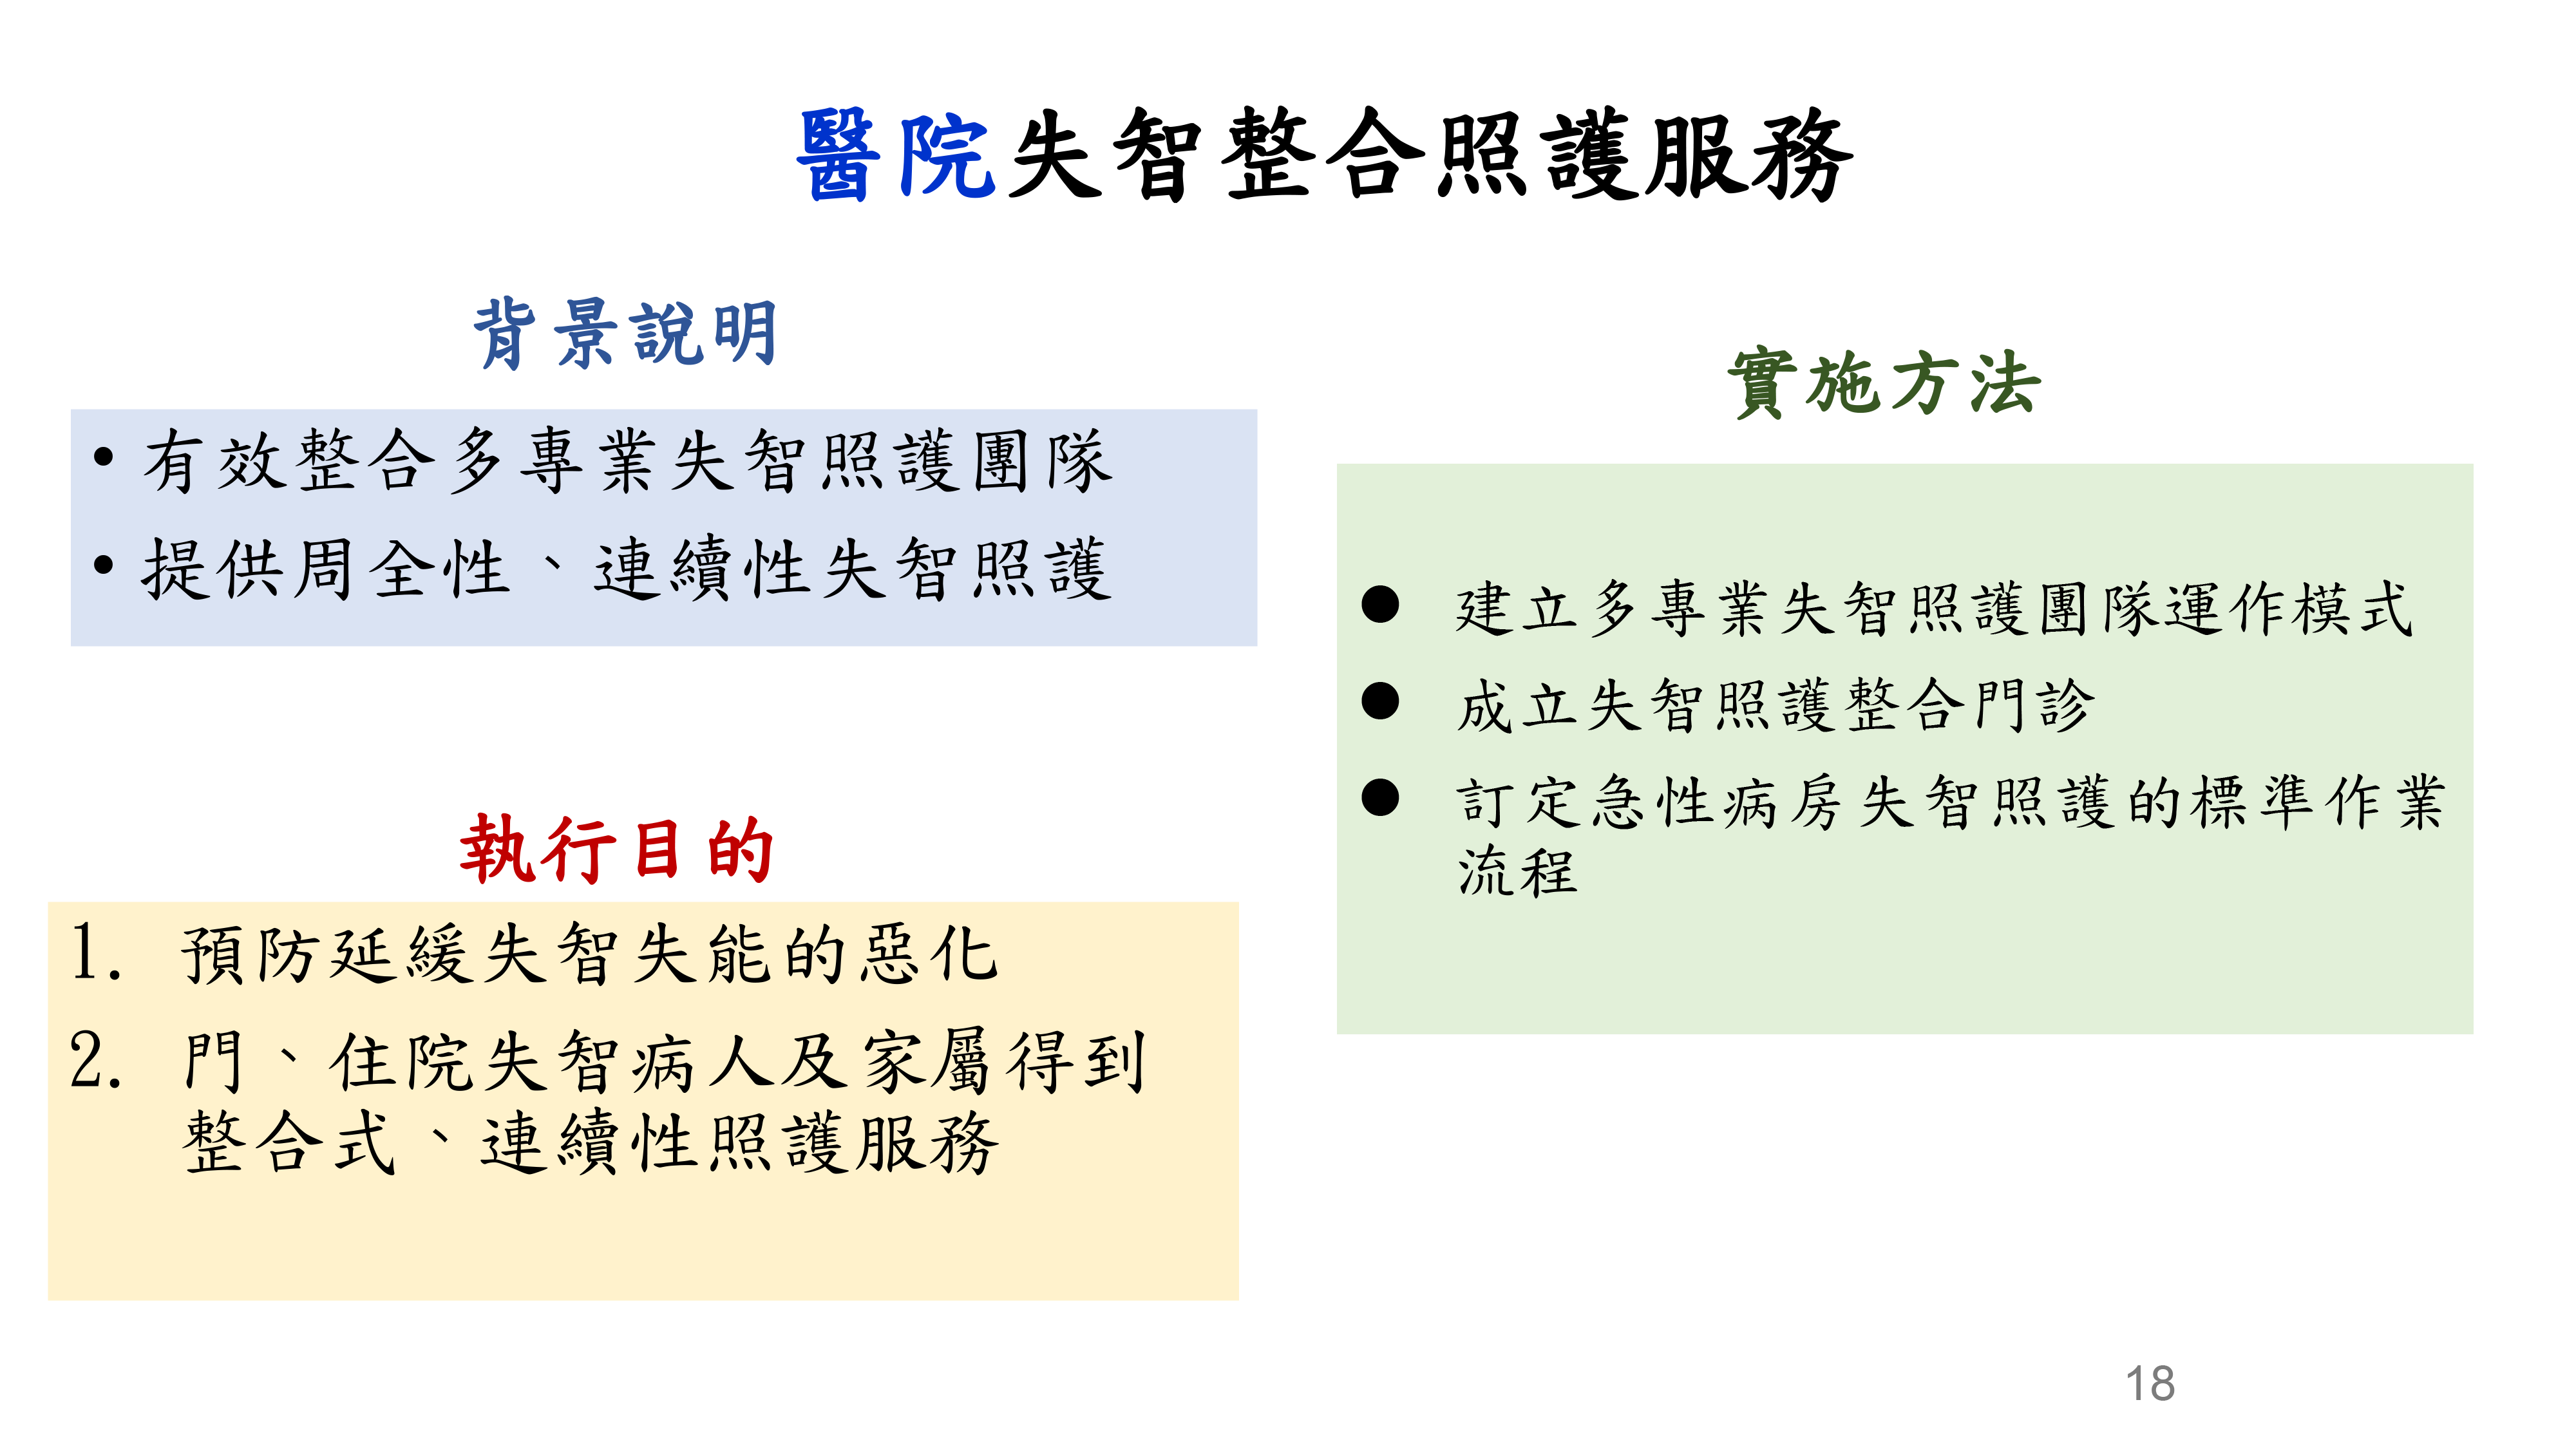 醫院失智整合照護服務
背景說明
• 有效整合多專業失智照護團隊
• 提供周全性、連續性失智照護
執行目的
1. 預防延緩失智失能的惡化
2. 門、住院失智病人及家屬得到
整合式、連續性照護服務
實施方法
● 建立多專業失智照護團隊運作模式
● 成立失智照護整合門診
● 訂定急性病房失智照護的標準作業
流程
18